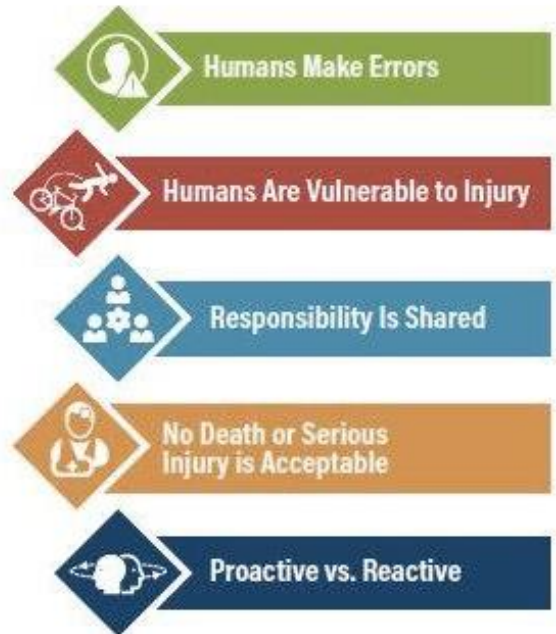 Humans Make Errors
Humans Are Vulnerable to Injury
Responsibility Is Shared
No Death or Serious
Injury is Acceptable
Proactive vs. Reactive